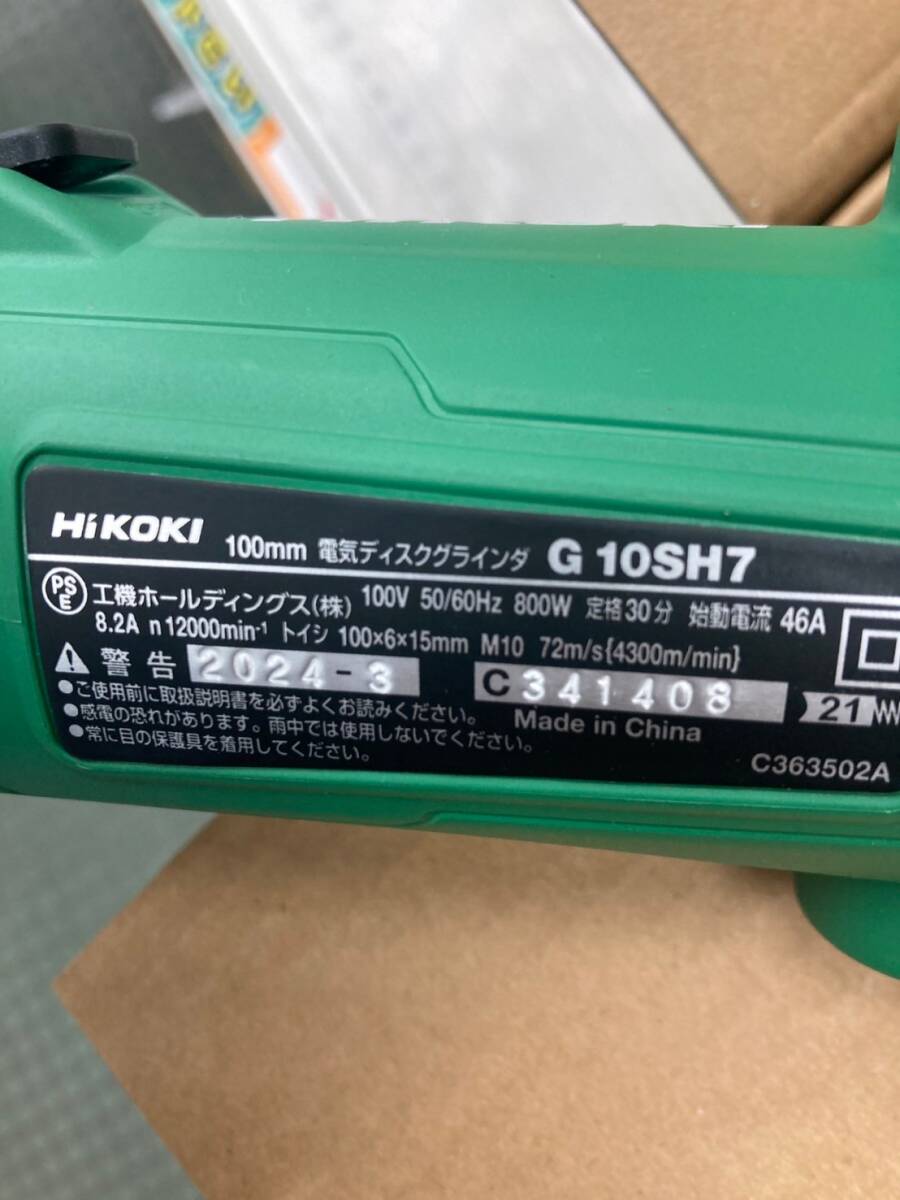 HiKOKI 100mm 電気ディスクグラインダ G 10SH7
PSE 工機ホールディングス(株) 100V 50/60Hz 800W 定格30分 始動電流 46A
8.2A n 12000min-1 トイシ 100×6×15mm M10 72m/s{4300m/min}
警告 2024-3 C 341408 21
●ご使用前に取扱説明書を必ずよくお読みください。
●感電の恐れがあります。雨中では使用しないでください。
●常に目の保護具を着用してください。
Made in China
C363502A